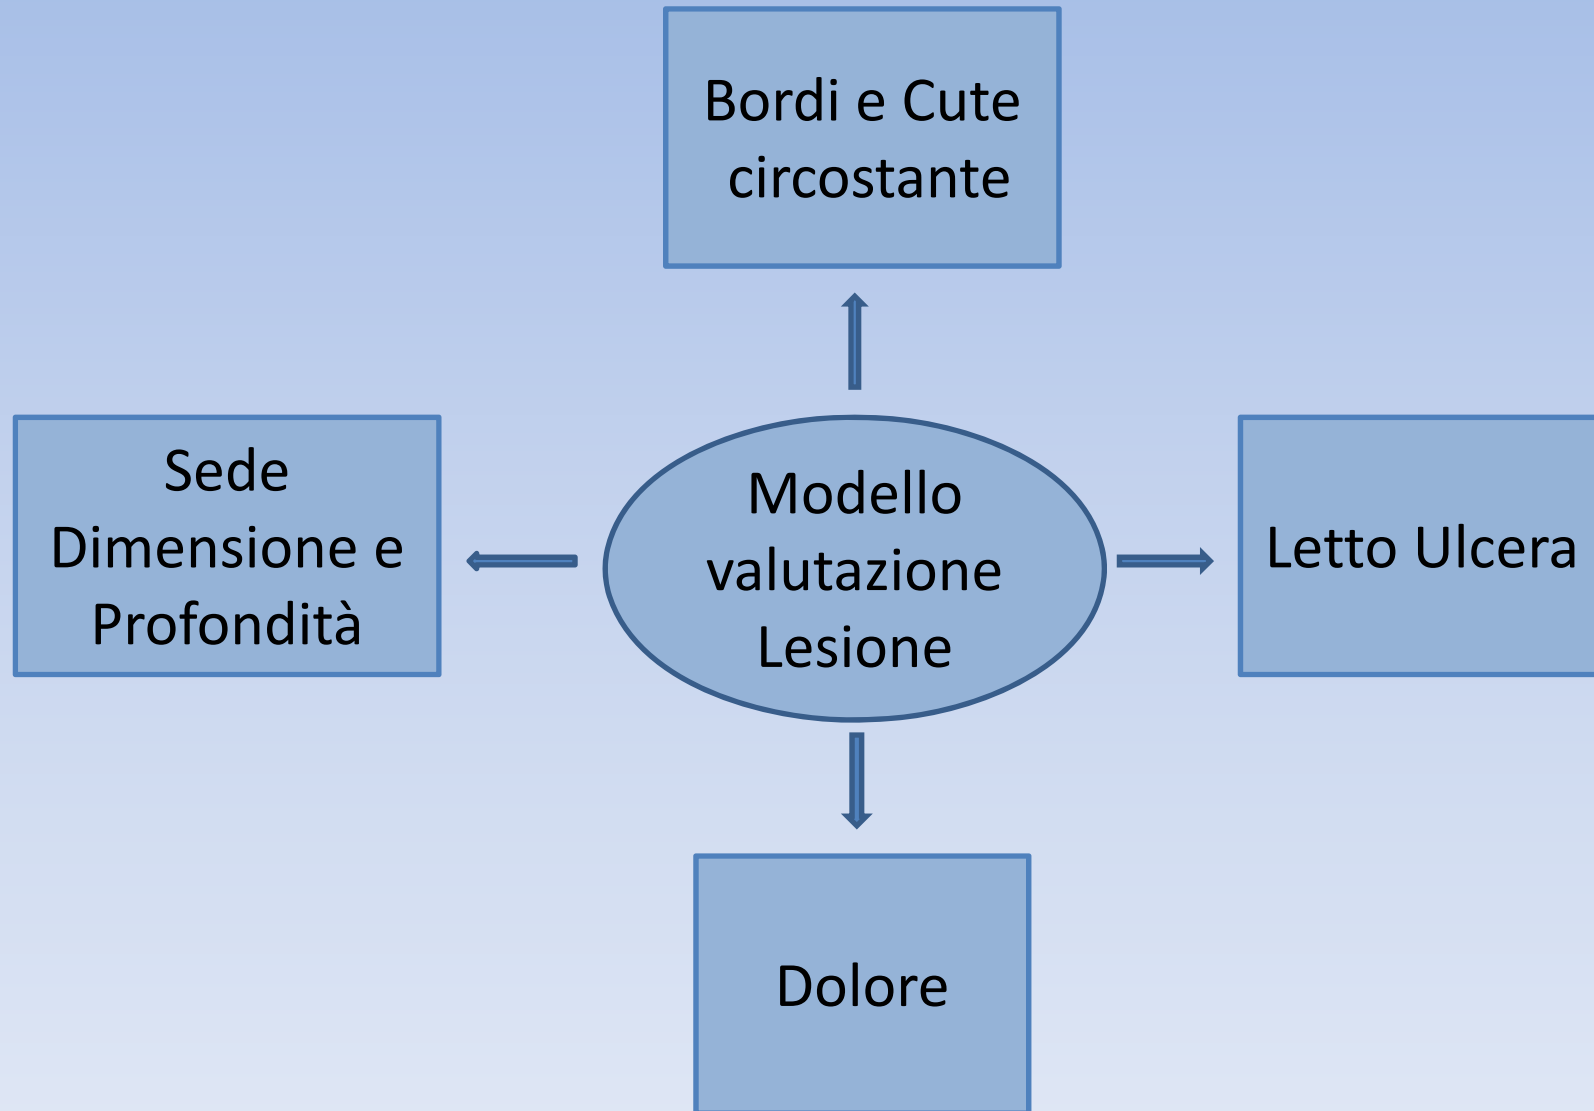 Bordi e Cute
circostante
Sede
Dimensione e
Profondità
Modello
valutazione
Lesione
Letto Ulcera
Dolore